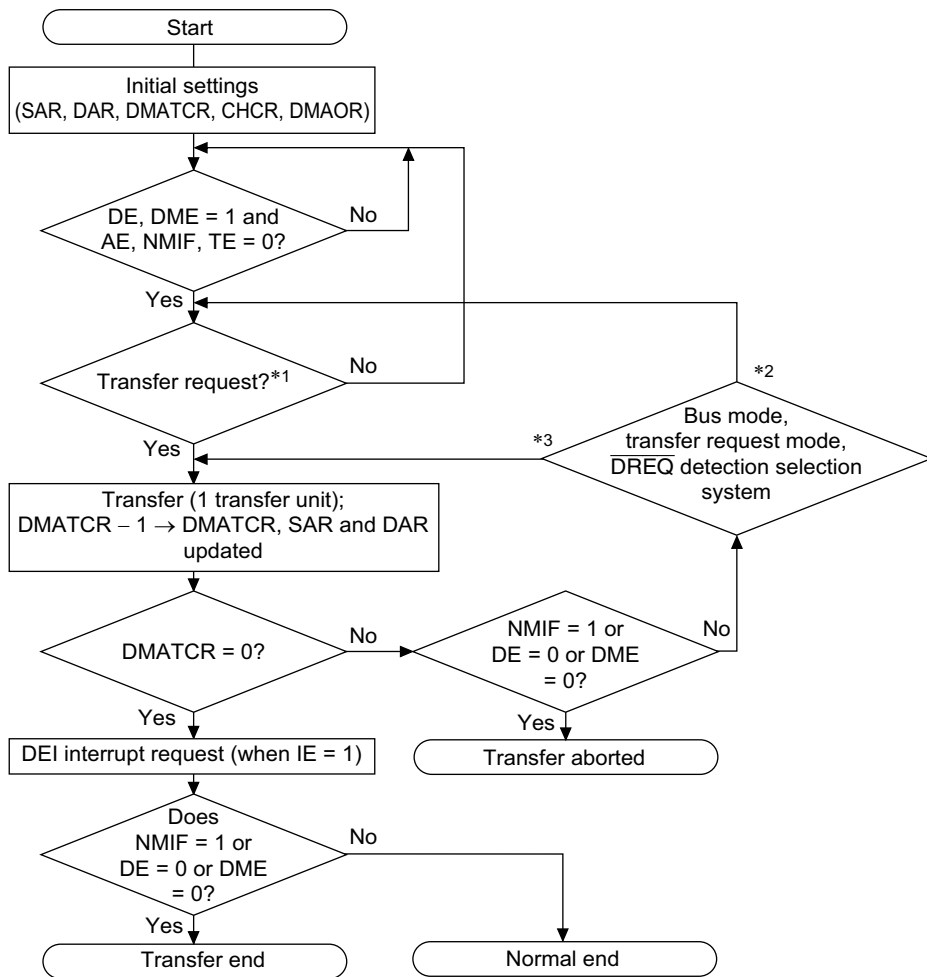 Start
Initial settings
(SAR, DAR, DMATCR, CHCR, DMAOR)
DE, DME = 1 and
AE, NMIF, TE = 0?
No
Yes
Transfer request?*1
No
Yes
*2
Bus mode,
transfer request mode,
DREQ detection selection
system
*3
Transfer (1 transfer unit);
DMATCR – 1 → DMATCR, SAR and DAR
updated
DMATCR = 0?
No
Yes
NMIF = 1 or
DE = 0 or DME
= 0?
No
Yes
Transfer aborted
DEI interrupt request (when IE = 1)
Does
NMIF = 1 or
DE = 0 or DME
= 0?
No
Yes
Transfer end
Normal end